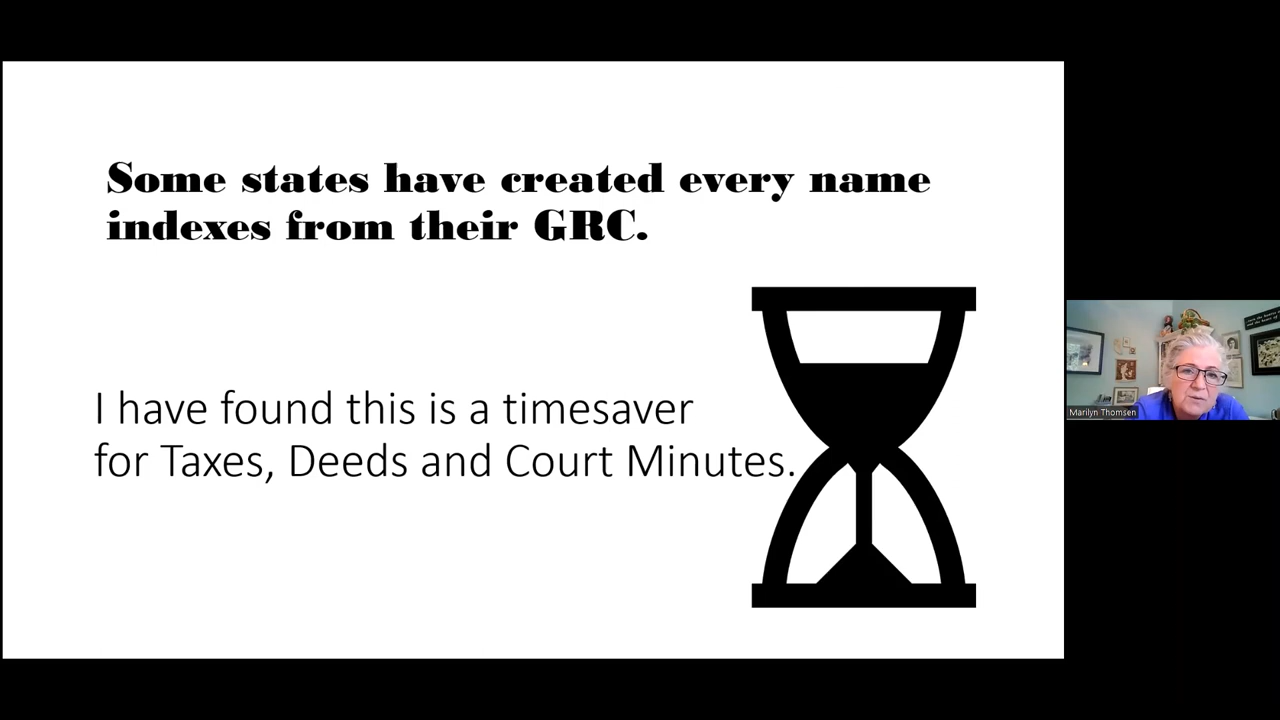 Some states have created every name
indexes from their GRC.
I have found this is a timesaver
for Taxes, Deeds and Court Minutes.
Marilyn Thomsen